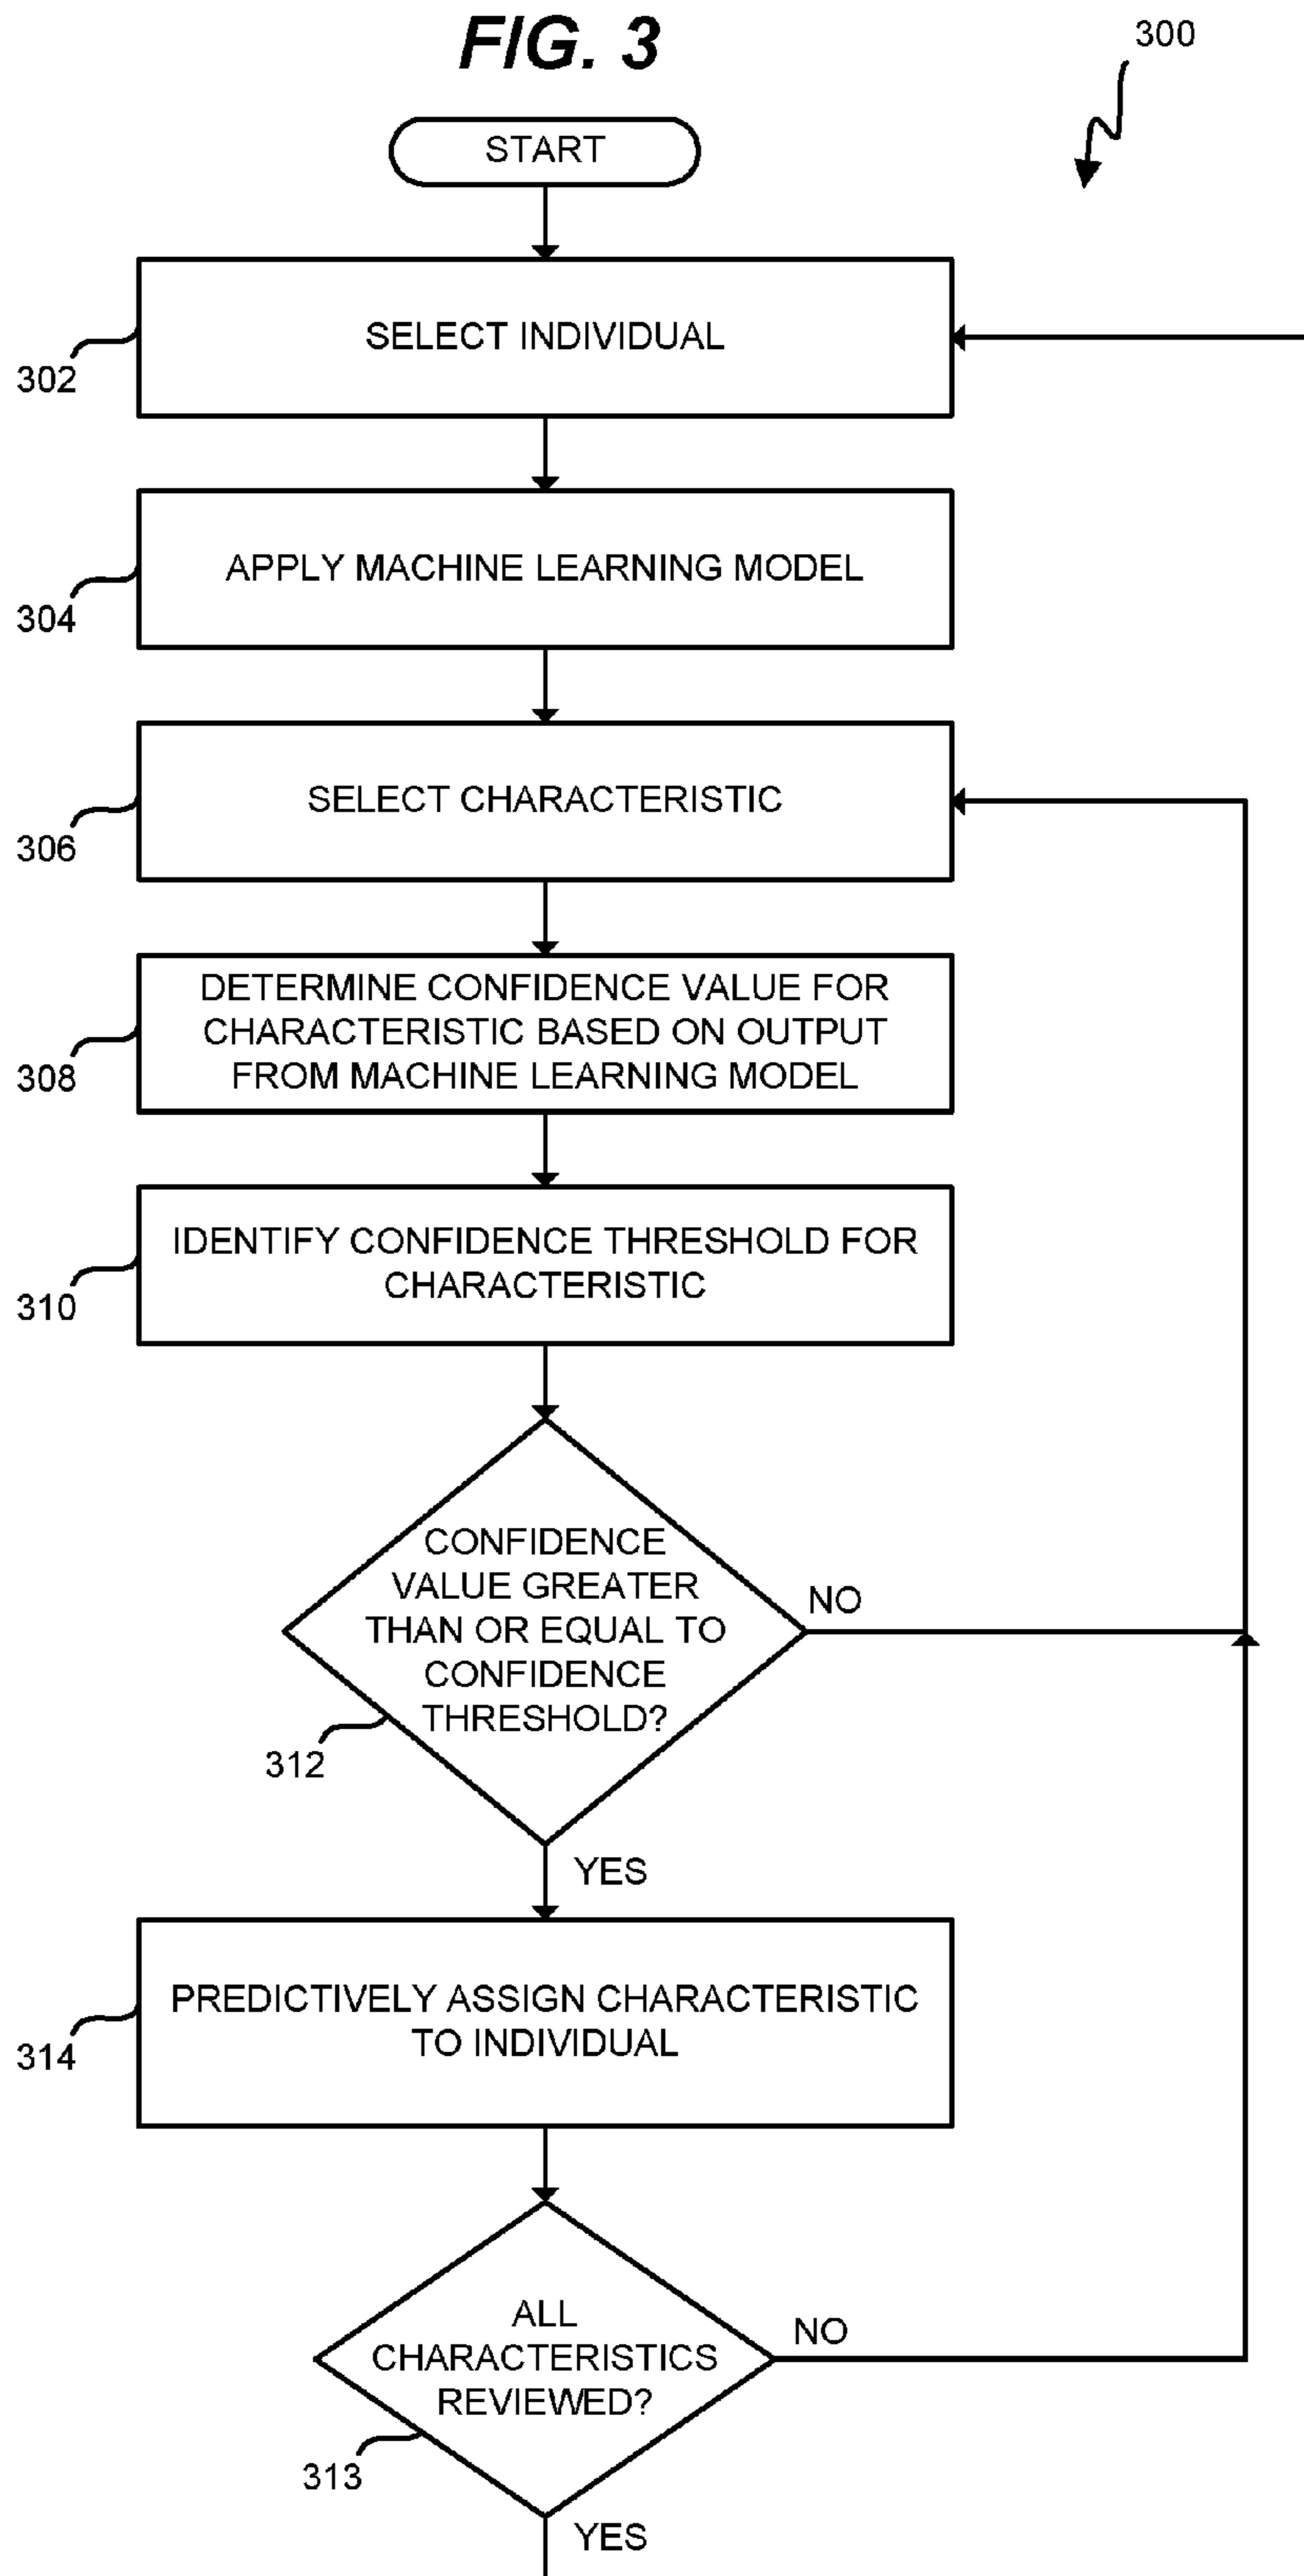 FIG. 3
300
START
SELECT INDIVIDUAL
302
APPLY MACHINE LEARNING MODEL
304
SELECT CHARACTERISTIC
306
DETERMINE CONFIDENCE VALUE FOR
CHARACTERISTIC BASED ON OUTPUT
FROM MACHINE LEARNING MODEL
308
IDENTIFY CONFIDENCE THRESHOLD FOR
CHARACTERISTIC
310
CONFIDENCE
VALUE GREATER
THAN OR EQUAL TO
CONFIDENCE
THRESHOLD?
NO
312
YES
PREDICTIVELY ASSIGN CHARACTERISTIC
TO INDIVIDUAL
314
ALL
CHARACTERISTICS
REVIEWED?
NO
313
YES